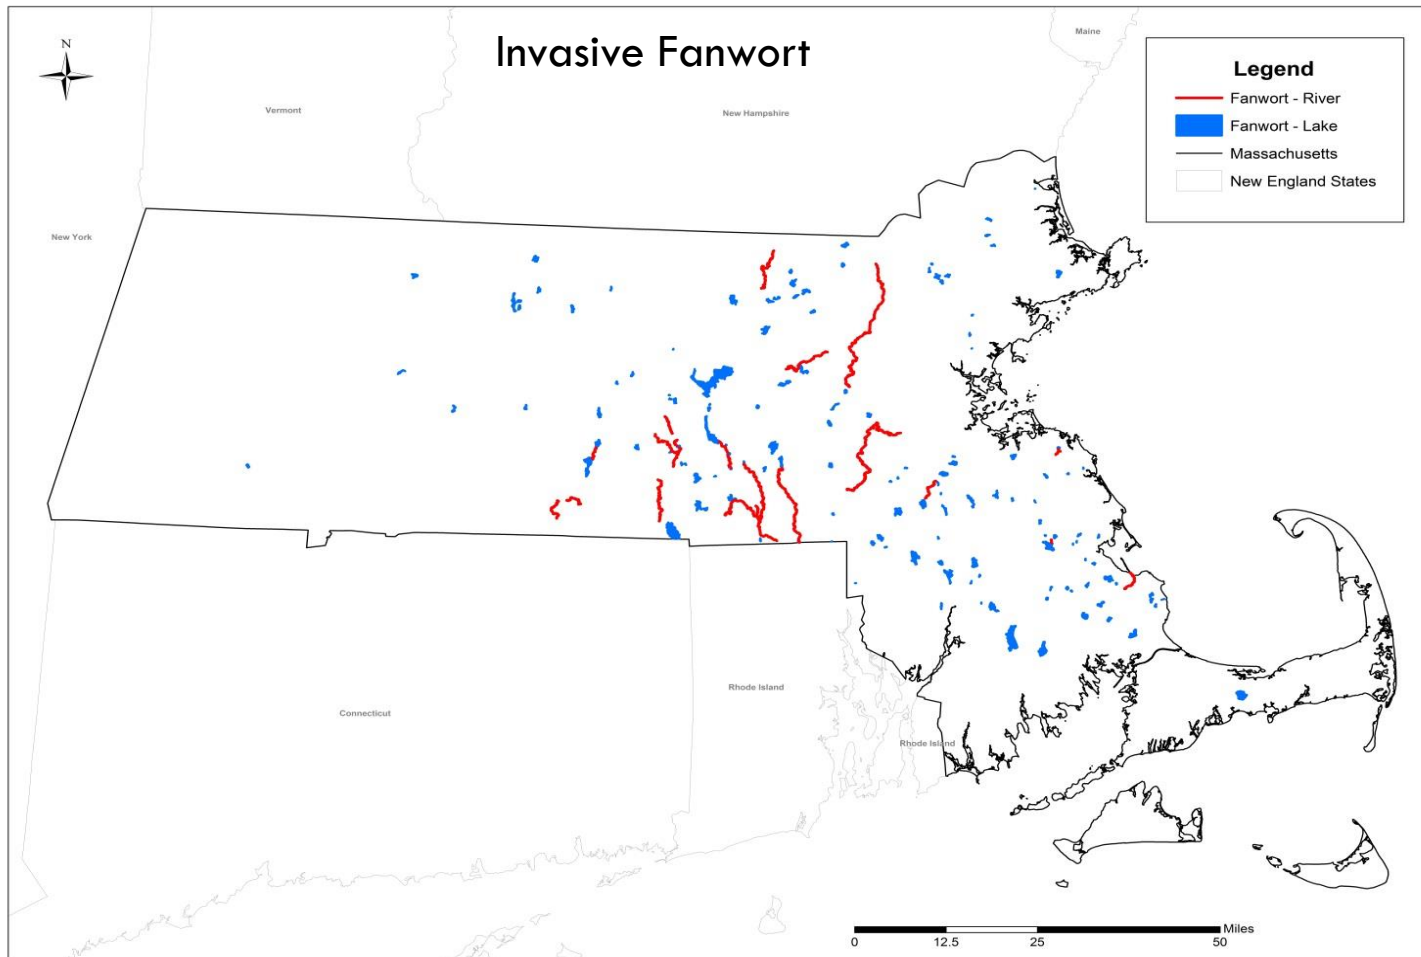 Invasive Fanwort
N
Maine
Vermont
New Hampshire
New York
Legend
Fanwort - River
Fanwort - Lake
Massachusetts
New England States
Connecticut
Rhode Island
Rhode Island
Miles
0 12.5 25 50